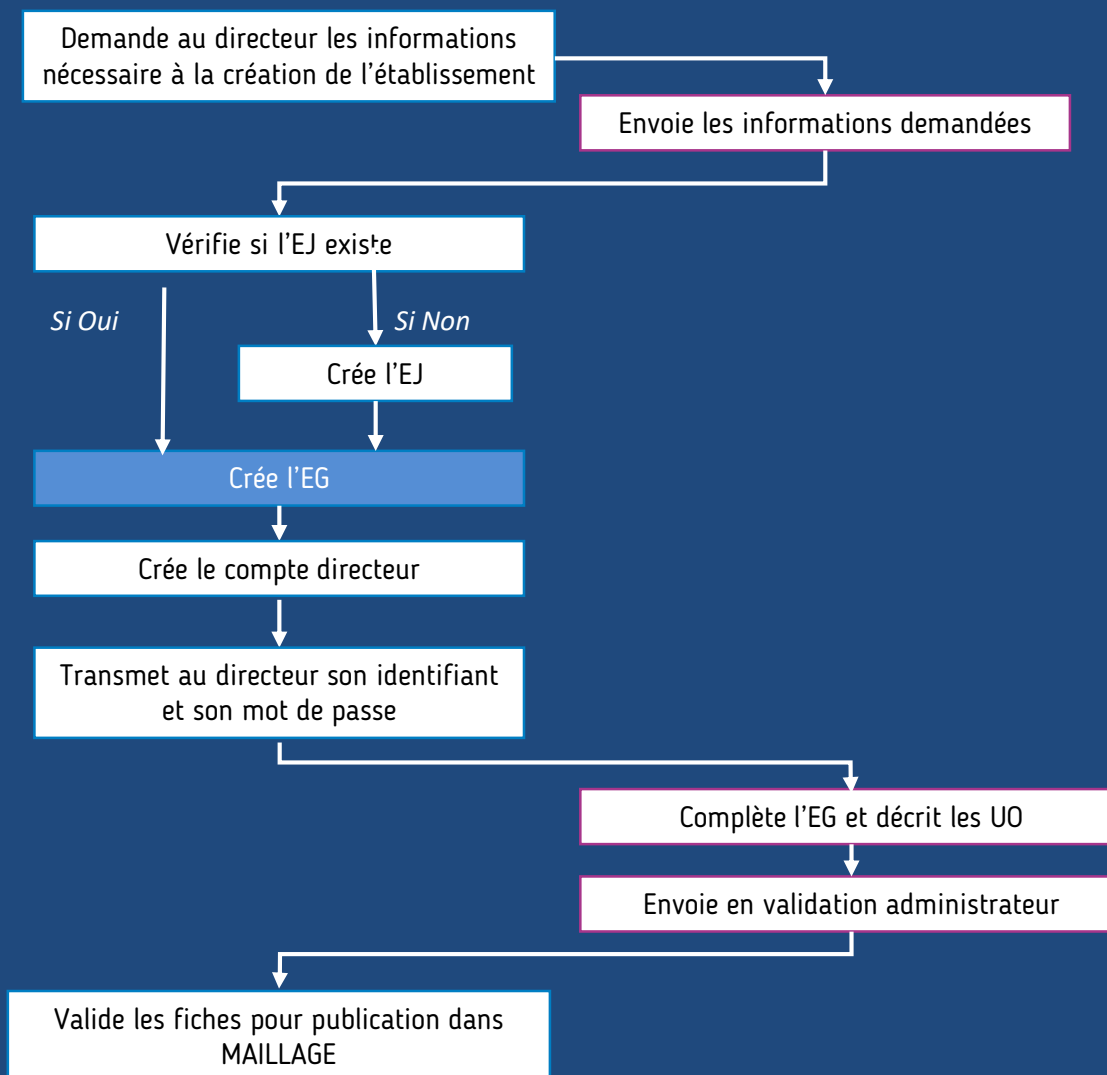 Demande au directeur les informations
nécessaire à la création de l'établissement
Envoie les informations demandées
Vérifie si l'EJ existe
Si Oui
Si Non
Crée l'EJ
Crée l'EG
Crée le compte directeur
Transmet au directeur son identifiant
et son mot de passe
Complète l'EG et décrit les UO
Envoie en validation administrateur
Valide les fiches pour publication dans
MAILLAGE